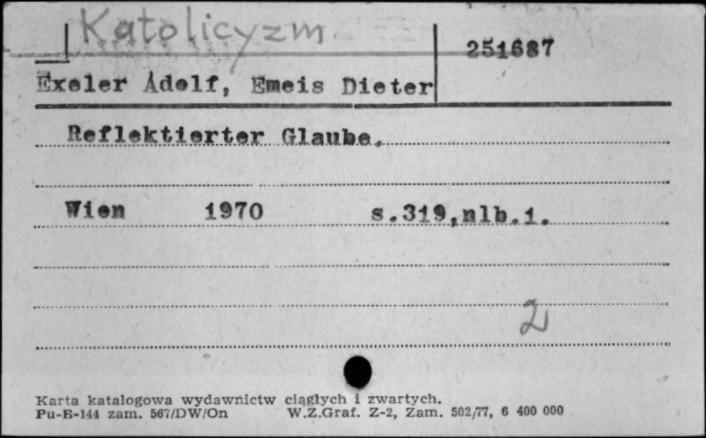 Katolicyzm
251687
Exeler Adolf, Emeis Dieter
Reflektierter Glaube.
Wien 1970 s.319,nlb.1.
2
Karta katalogowa wydawnictw ciągłych i zwartych.
Pu-B-144 zam. 567/DW/On W.Z.Graf. Z-2, Zam. 502/77, 6 400 000